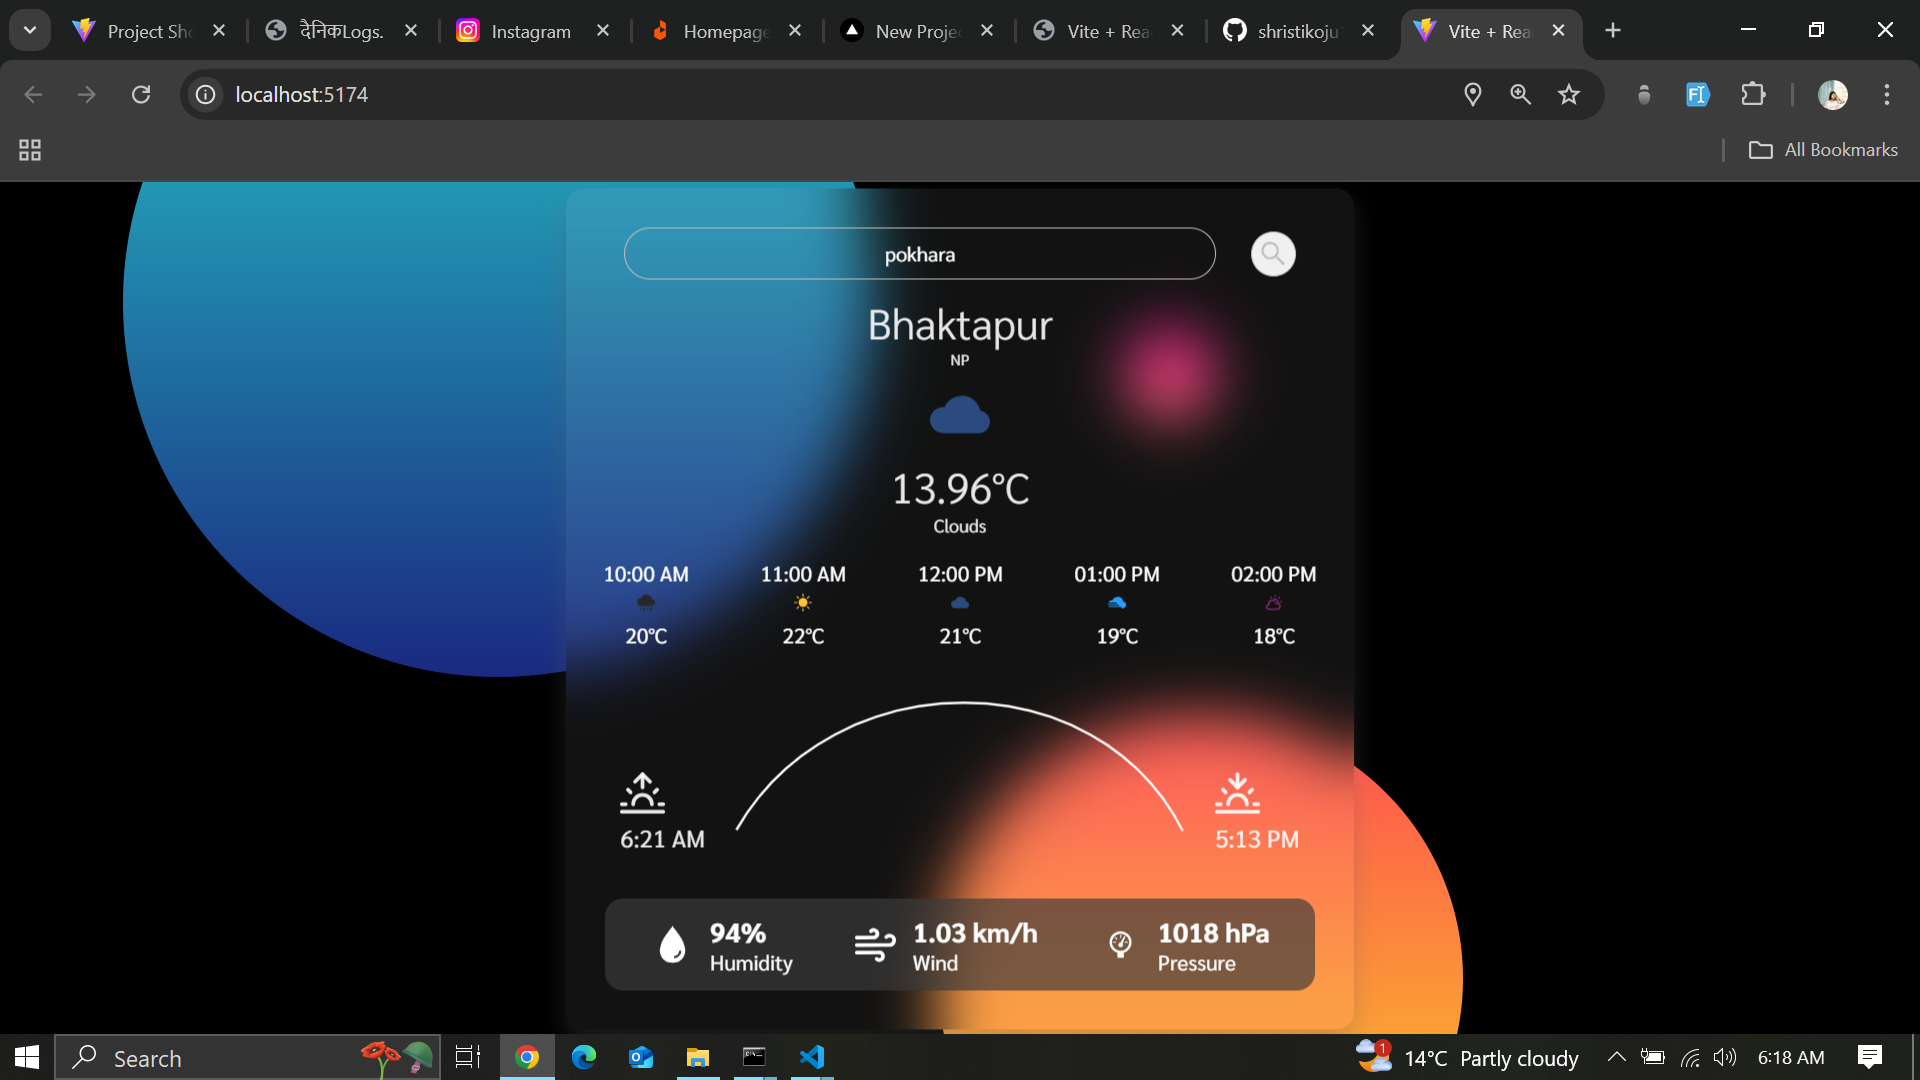 Project Sho
दैनिकLogs.
Instagram
Homepage
New Projec
Vite + Rea
shristikoju
Vite + Rea
localhost:5174
All Bookmarks
pokhara
Bhaktapur
NP
13.96°C
Clouds
10:00 AM 11:00 AM 12:00 PM 01:00 PM 02:00 PM
20°C 22°C 21°C 19°C 18°C
6:21 AM 5:13 PM
94% 1.03 km/h 1018 hPa
Humidity Wind Pressure
Search
1
14°C Partly cloudy
6:18 AM